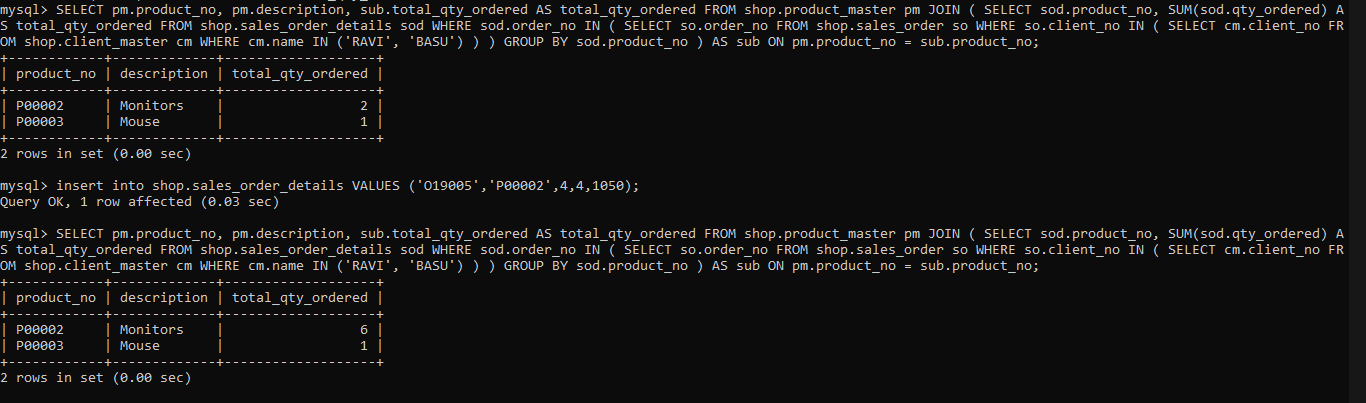 mysql> SELECT pm.product_no, pm.description, sub.total_qty_ordered AS total_qty_ordered FROM shop.product_master pm JOIN ( SELECT sod.product_no, SUM(sod.qty_ordered) A
S total_qty_ordered FROM shop.sales_order_details sod WHERE sod.order_no IN ( SELECT so.order_no FROM shop.sales_order so WHERE so.client_no IN ( SELECT cm.client_no FR
OM shop.client_master cm WHERE cm.name IN ('RAVI', 'BASU') ) ) GROUP BY sod.product_no ) AS sub ON pm.product_no = sub.product_no;
+------------+-------------+-------------------+
| product_no | description | total_qty_ordered |
+------------+-------------+-------------------+
| P00002     | Monitors    |                 2 |
| P00003     | Mouse       |                 1 |
+------------+-------------+-------------------+
2 rows in set (0.00 sec)
mysql> insert into shop.sales_order_details VALUES ('O19005','P00002',4,4,1050);
Query OK, 1 row affected (0.03 sec)
mysql> SELECT pm.product_no, pm.description, sub.total_qty_ordered AS total_qty_ordered FROM shop.product_master pm JOIN ( SELECT sod.product_no, SUM(sod.qty_ordered) A
S total_qty_ordered FROM shop.sales_order_details sod WHERE sod.order_no IN ( SELECT so.order_no FROM shop.sales_order so WHERE so.client_no IN ( SELECT cm.client_no FR
OM shop.client_master cm WHERE cm.name IN ('RAVI', 'BASU') ) ) GROUP BY sod.product_no ) AS sub ON pm.product_no = sub.product_no;
+------------+-------------+-------------------+
| product_no | description | total_qty_ordered |
+------------+-------------+-------------------+
| P00002     | Monitors    |                 6 |
| P00003     | Mouse       |                 1 |
+------------+-------------+-------------------+
2 rows in set (0.00 sec)